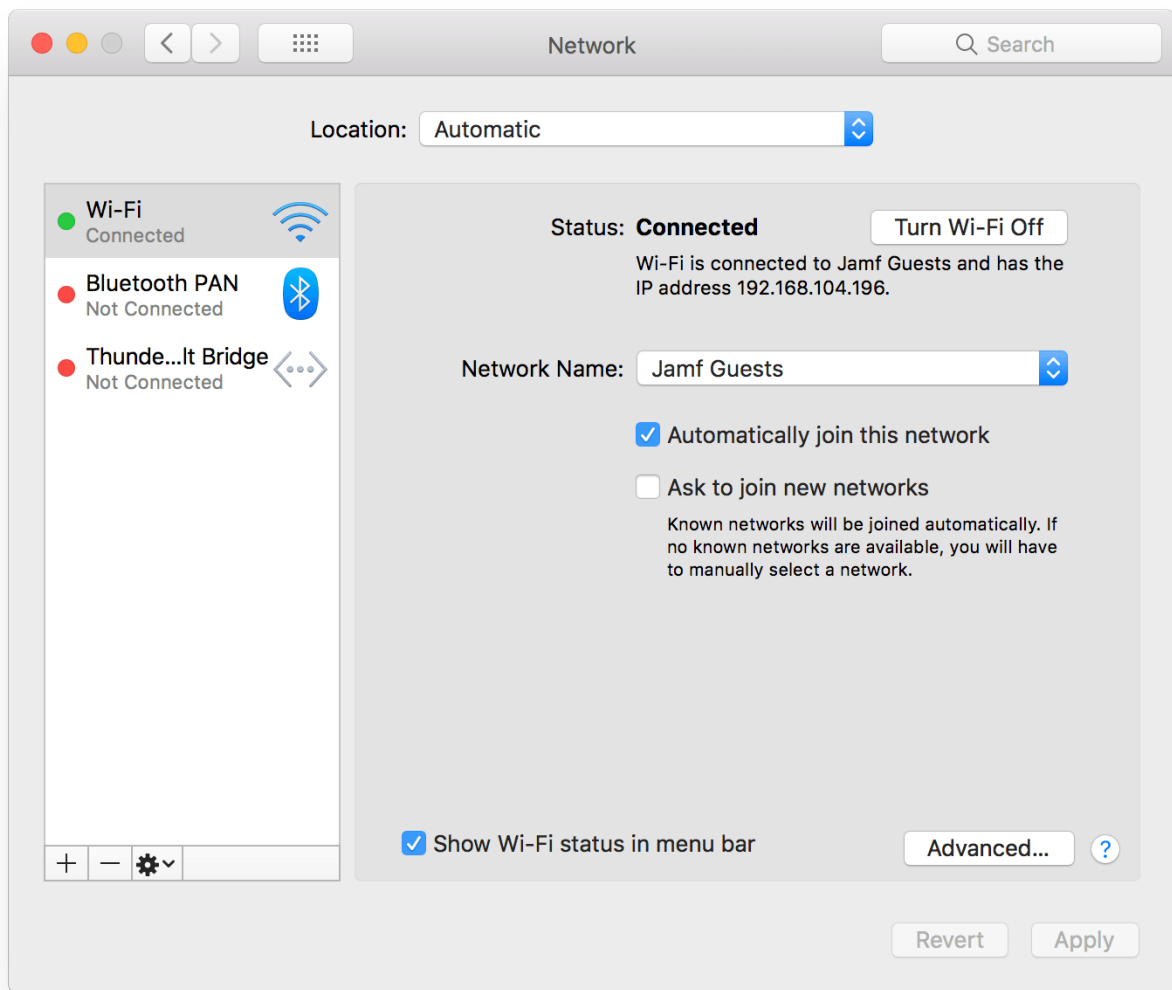 Network
Search
Location: Automatic
Wi-Fi
Connected
Bluetooth PAN
Not Connected
Thunde...lt Bridge
Not Connected
Status: Connected
Turn Wi-Fi Off
Wi-Fi is connected to Jamf Guests and has the
IP address 192.168.104.196.
Network Name: Jamf Guests
Automatically join this network
Ask to join new networks
Known networks will be joined automatically. If
no known networks are available, you will have
to manually select a network.
Show Wi-Fi status in menu bar
Advanced...
?
Revert
Apply